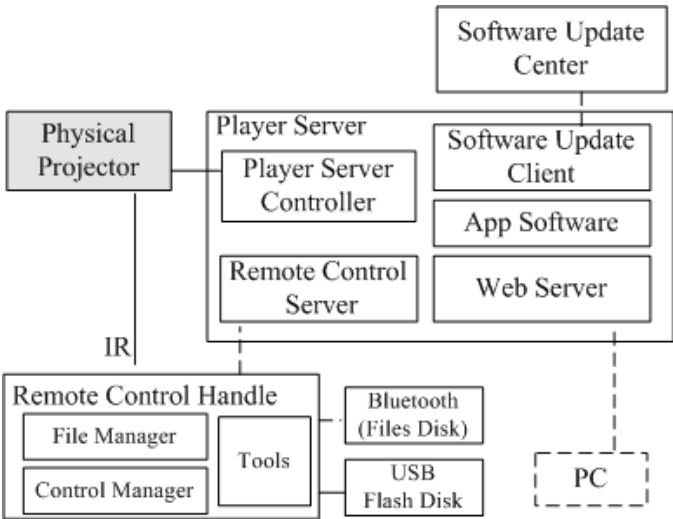 Software Update
Center
Physical
Projector
Player Server
Player Server
Controller
Software Update
Client
App Software
Remote Control
Server
Web Server
IR
Remote Control Handle
File Manager
Control Manager
Tools
Bluetooth
(Files Disk)
USB
Flash Disk
PC